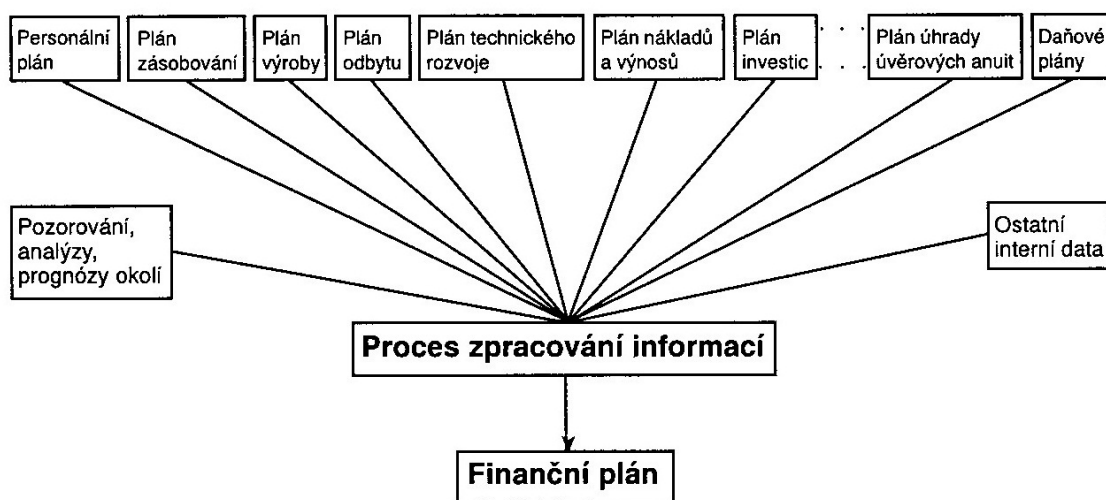 Personální
plán
Plán
zásobování
Plán
výroby
Plán
odbytu
Plán technického
rozvoje
Plán nákladů
a výnosů
Plán
investic
. . .
. . .
Plán úhrady
úvěrových anuit
Daňové
plány
Pozorování,
analýzy,
prognózy okolí
Ostatní
interní data
Proces zpracování informací
Finanční plán